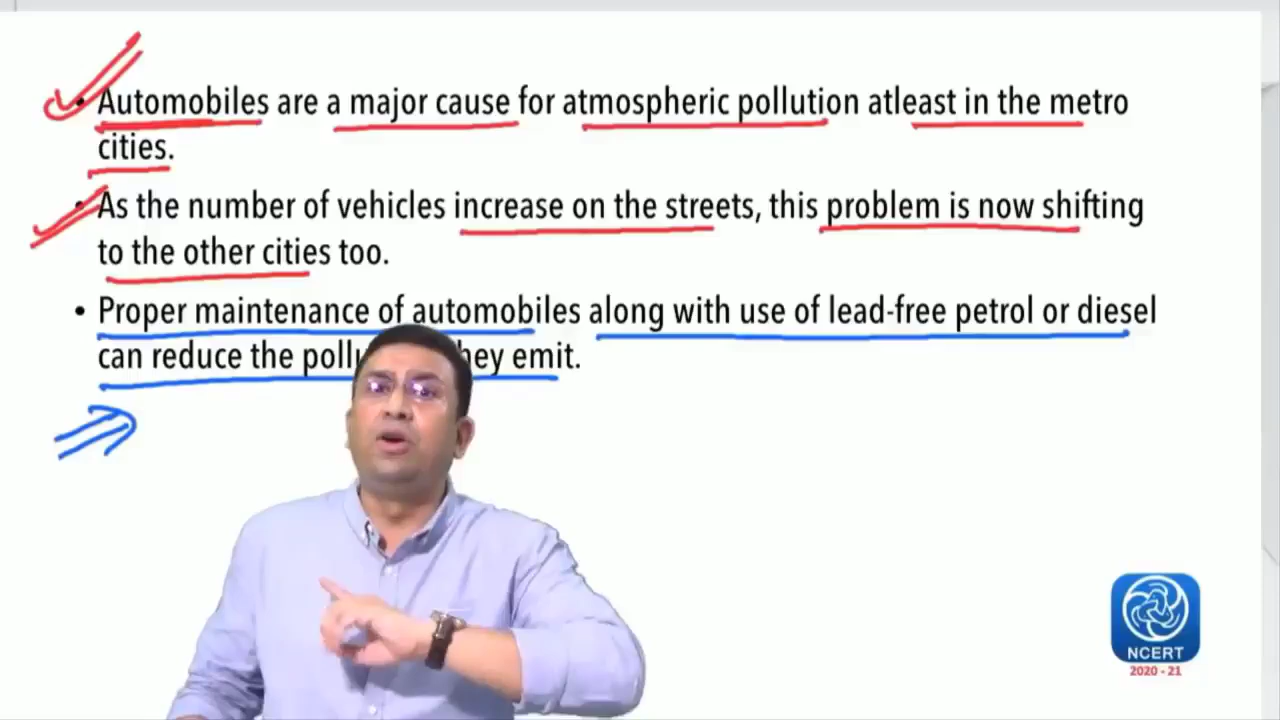 • Automobiles are a major cause for atmospheric pollution atleast in the metro
cities.
• As the number of vehicles increase on the streets, this problem is now shifting
to the other cities too.
• Proper maintenance of automobiles along with use of lead-free petrol or diesel
can reduce the they emit.
NCERT
2020 - 21